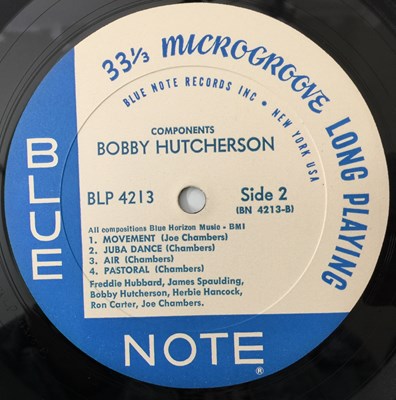 33⅓ MICROGROOVE LONG PLAYING
BLUE NOTE RECORDS INC • NEW YORK USA
COMPONENTS
BOBBY HUTCHERSON
BLP 4213
Side 2
(BN 4213-B)
All compositions Blue Horizon Music • BMI
1. MOVEMENT (Joe Chambers)
2. JUBA DANCE (Chambers)
3. AIR (Chambers)
4. PASTORAL (Chambers)
Freddie Hubbard, James Spaulding,
Bobby Hutcherson, Herbie Hancock,
Ron Carter, Joe Chambers.
BLUE
NOTE ®